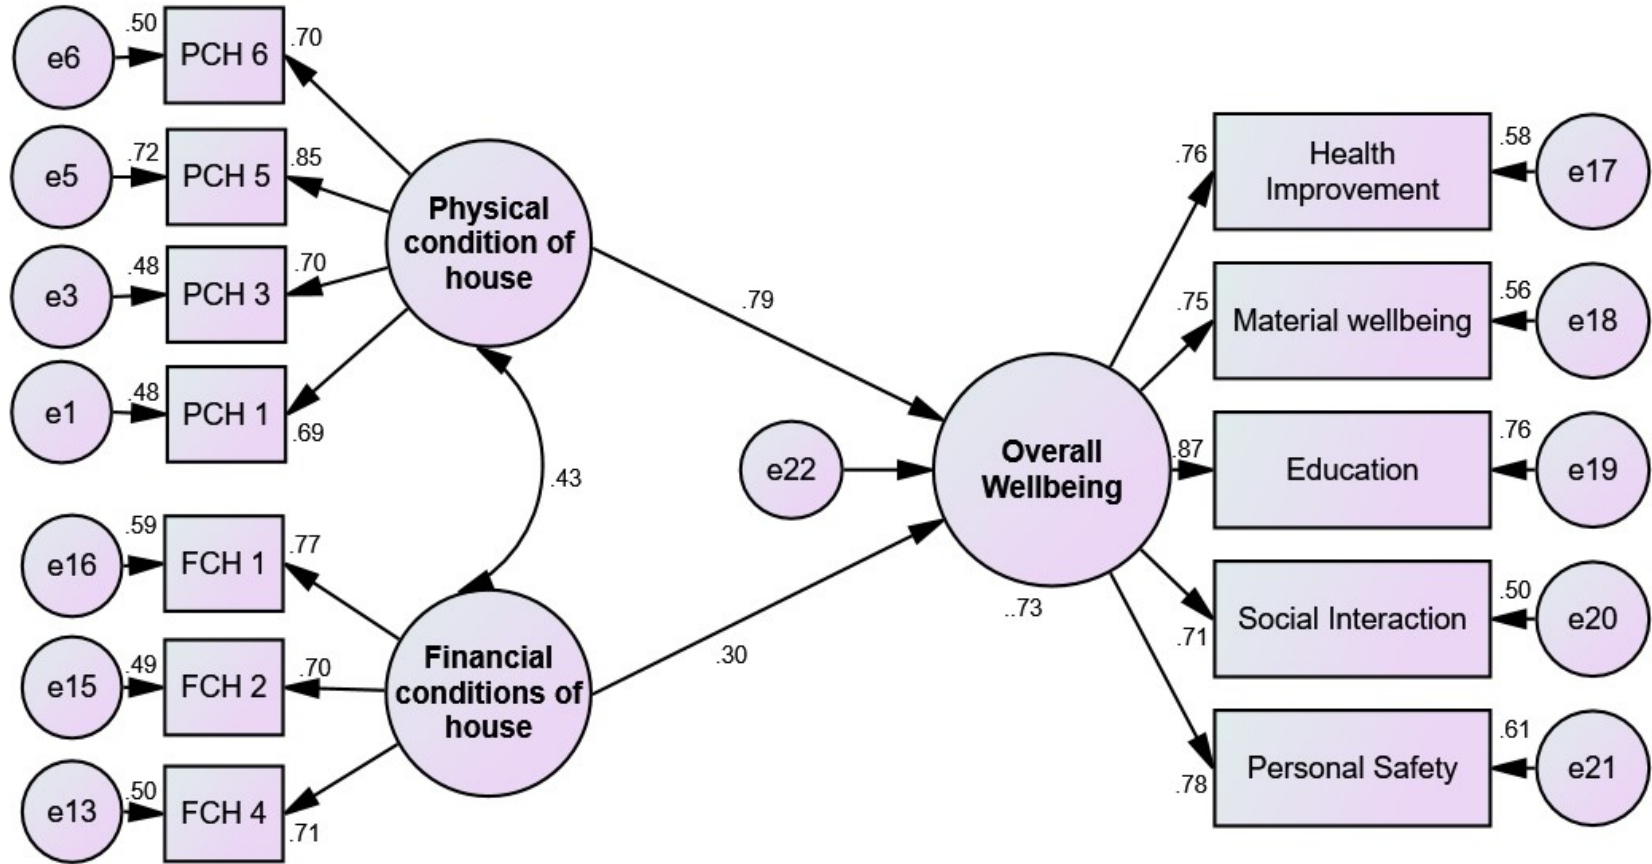 e6
.50
PCH 6
.70
e5
.72
PCH 5
.85
e3
.48
PCH 3
.70
e1
.48
PCH 1
.69
Physical
condition of
house
.43
e16
.59
FCH 1
.77
e15
.49
FCH 2
.70
e13
.50
FCH 4
.71
Financial
conditions of
house
.79
.30
e22
Overall
Wellbeing
..73
.76
Health
Improvement
.58
e17
.75
Material wellbeing
.56
e18
.87
Education
.76
e19
.71
Social Interaction
.50
e20
.78
Personal Safety
.61
e21